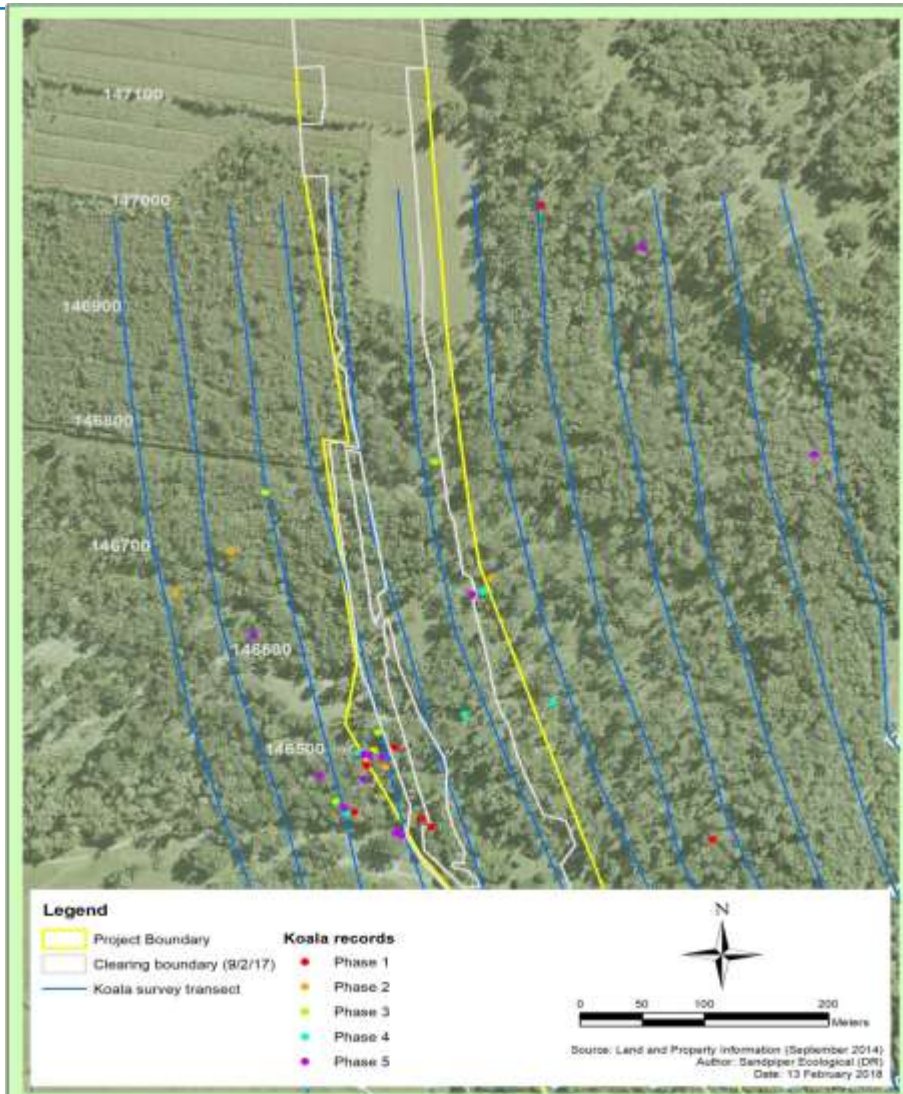 147100
147000
146900
146800
146700
146600
146500
Legend
Project Boundary
Clearing boundary (9/2/17)
Koala survey transect
Koala records
Phase 1
Phase 2
Phase 3
Phase 4
Phase 5
N
0 50 100 200
Meters
Source: Land and Property Information (September 2014)
Author: Sandpiper Ecological (DR)
Date: 13 February 2018